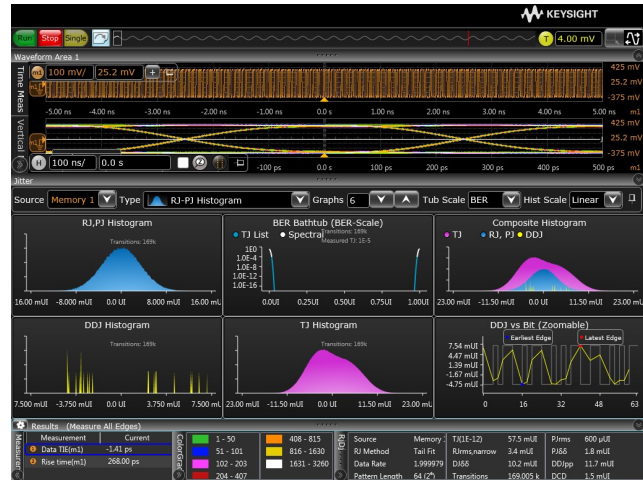 KEYSIGHT
Run Stop Single T 4.00 mV
Waveform Area 1
Time Meas
Vertical
m1 100 mV/ 25.2 mV + 425 mV
25.2 mV
-375 mV
-5.00 ns -4.00 ns -3.00 ns -2.00 ns -1.00 ns 0.0 s 1.00 ns 2.00 ns 3.00 ns 4.00 ns 5.00 ns m1
425 mV
25.2 mV
-375 mV
H 100 ns/ 0.0 s -100 ps 0.0 s 100 ps 200 ps 300 ps 400 ps 500 ps m1
Jitter
Source Memory 1 Type RJ-PJ Histogram Graphs 6 Tub Scale BER Hist Scale Linear
RJ,PJ Histogram
Transitions: 169k
16.00 mUI -8.000 mUI 0.0 UI 8.000 mUI 16.00 mU
BER Bathtub (BER-Scale)
TJ List Spectral
Transitions: 169k
Measured TJ: 1E-5
1E0
1.0E-4
1.0E-8
1.0E-12
1.0E-16
0.0UI 0.25UI 0.50UI 0.75UI 1.00UI
Composite Histogram
TJ RJ, PJ DDJ
23.00 mUI -11.50 mUI 0.0 UI 11.50 mUI 23.00 mU
DDJ Histogram
Transitions: 169k
7.500 mUI -3.750 mUI 0.0 UI 3.750 mUI 7.500 mU
TJ Histogram
Transitions: 169k
23.00 mUI -11.50 mUI 0.0 UI 11.50 mUI 23.00 mU
DDJ vs Bit (Zoomable)
Earliest Edge Latest Edge
7.54 mUI
4.47 mUI
1.39 mUI
-1.67 mUI
-4.75 mUI
0 16 32 48
Results (Measure All Edges)
Measurement Current
Data TIE(m1) -1.41 ps
Rise time(m1) 268.00 ps
ColorGra
1 - 50 408 - 815
51 - 101 816 - 1630
102 - 203 1631 - 3260
204 - 407
RJDJ
Source Memory TJ(1E-12) 57.5 mUI PJrms 600 µUI
RJ Method Tail Fit RJrms,narrow 3.4 mUI PJδδ 1.8 mUI
Data Rate 1.999979 DJδδ 10.2 mUI DDJpp 11.7 mUI
Pattern Length Transitions 169.005 k DCD 1.5 mUI